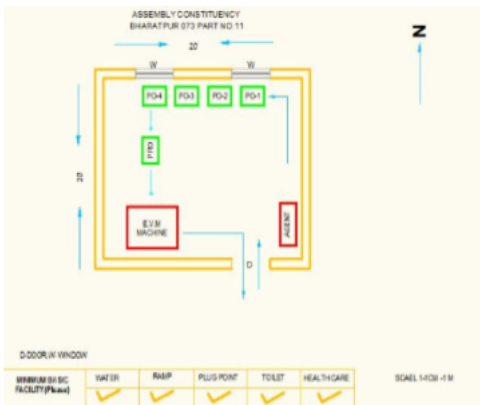 ASSEMBLY CONSTITUENCY
BHARATPUR 073 PART NO.11
20'
N
W W
PO-4 PO-3 PO-2 PO-1
PRO
20'
E.V.M
MACHINE
AGENT
D
D-DOOR,W- WINDOW
MINIMUM BASIC
FACILITY(Please)
WATER RAMP PLUG POINT TOILET HEALTH CARE
SCAEL 1-1CM -1 M